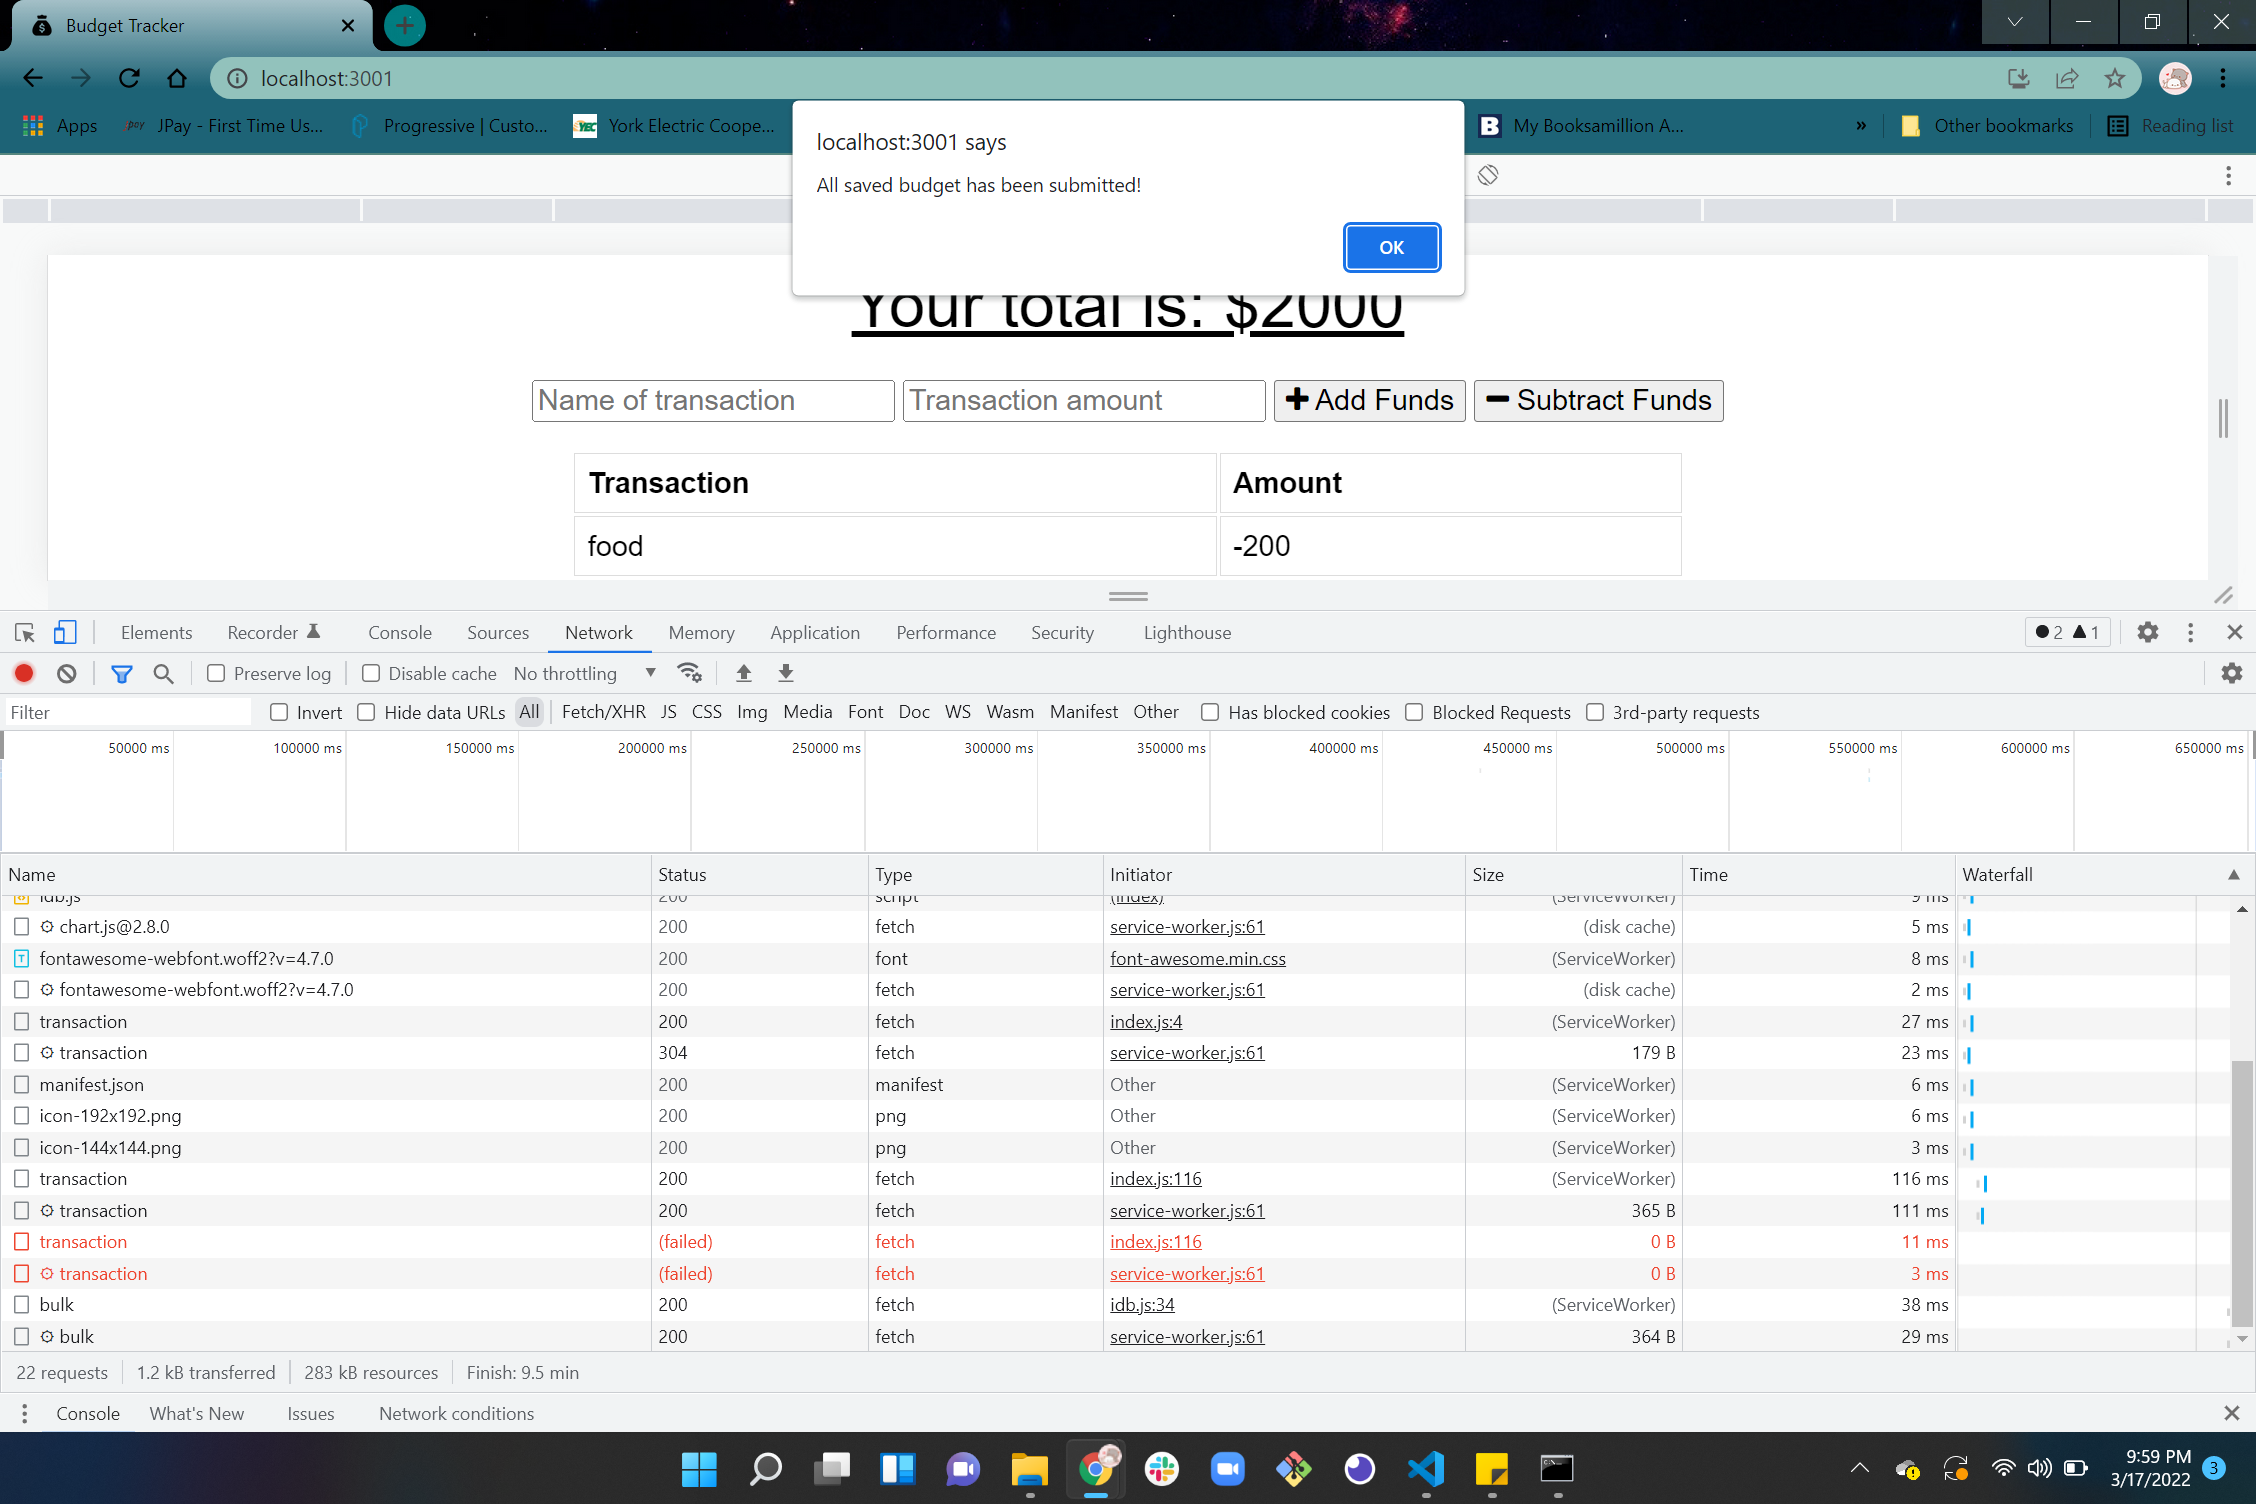 Budget Tracker
localhost:3001
Apps
JPay - First Time Us...
Progressive | Custo...
YEC
York Electric Coope...
B
My Booksamillion A...
»
Other bookmarks
Reading list
localhost:3001 says
All saved budget has been submitted!
OK
Your total is: $2000
Name of transaction
Transaction amount
Add Funds
Subtract Funds
Transaction
Amount
food
-200
Elements
Recorder
Console
Sources
Network
Memory
Application
Performance
Security
Lighthouse
2
1
Preserve log
Disable cache
No throttling
Filter
Invert
Hide data URLs
All
Fetch/XHR
JS
CSS
Img
Media
Font
Doc
WS
Wasm
Manifest
Other
Has blocked cookies
Blocked Requests
3rd-party requests
50000 ms
100000 ms
150000 ms
200000 ms
250000 ms
300000 ms
350000 ms
400000 ms
450000 ms
500000 ms
550000 ms
600000 ms
650000 ms
Name Status Type Initiator Size Time Waterfall
idb.js 200 script (index) (ServiceWorker) 9 ms
chart.js@2.8.0 200 fetch service-worker.js:61 (disk cache) 5 ms
fontawesome-webfont.woff2?v=4.7.0 200 font font-awesome.min.css (ServiceWorker) 8 ms
fontawesome-webfont.woff2?v=4.7.0 200 fetch service-worker.js:61 (disk cache) 2 ms
transaction 200 fetch index.js:4 (ServiceWorker) 27 ms
transaction 304 fetch service-worker.js:61 179 B 23 ms
manifest.json 200 manifest Other (ServiceWorker) 6 ms
icon-192x192.png 200 png Other (ServiceWorker) 6 ms
icon-144x144.png 200 png Other (ServiceWorker) 3 ms
transaction 200 fetch index.js:116 (ServiceWorker) 116 ms
transaction 200 fetch service-worker.js:61 365 B 111 ms
transaction (failed) fetch index.js:116 0 B 11 ms
transaction (failed) fetch service-worker.js:61 0 B 3 ms
bulk 200 fetch idb.js:34 (ServiceWorker) 38 ms
bulk 200 fetch service-worker.js:61 364 B 29 ms
22 requests
1.2 kB transferred
283 kB resources
Finish: 9.5 min
Console
What's New
Issues
Network conditions
9:59 PM
3/17/2022
3